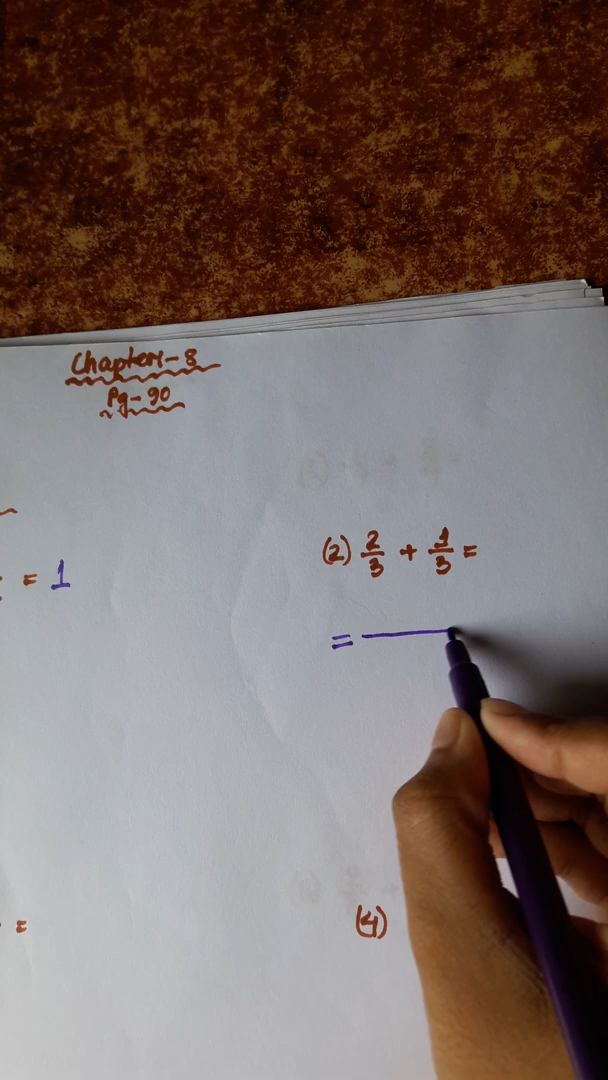 Chapter-8
Pg-90
(2) 2/3 + 1/3 =
= 1
=
=
(4)